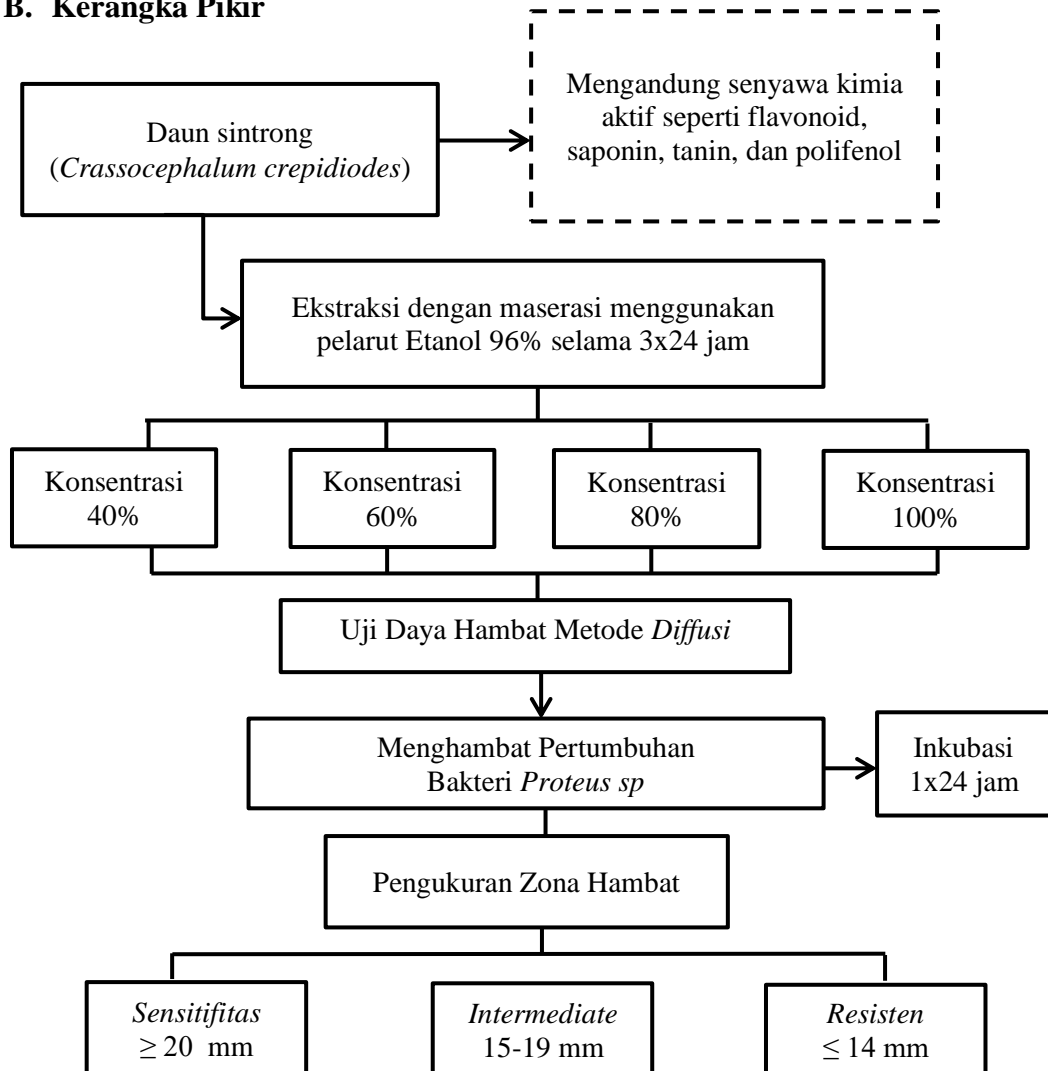 B. Kerangka Pikir
Mengandung senyawa kimia
aktif seperti flavonoid,
saponin, tanin, dan polifenol
Daun sintrong
(Crassocephalum crepidiodes)
Ekstraksi dengan maserasi menggunakan
pelarut Etanol 96% selama 3x24 jam
Konsentrasi
40%
Konsentrasi
60%
Konsentrasi
80%
Konsentrasi
100%
Uji Daya Hambat Metode Diffusi
Menghambat Pertumbuhan
Bakteri Proteus sp
Inkubasi
1x24 jam
Pengukuran Zona Hambat
Sensitifitas
≥ 20 mm
Intermediate
15-19 mm
Resisten
≤ 14 mm